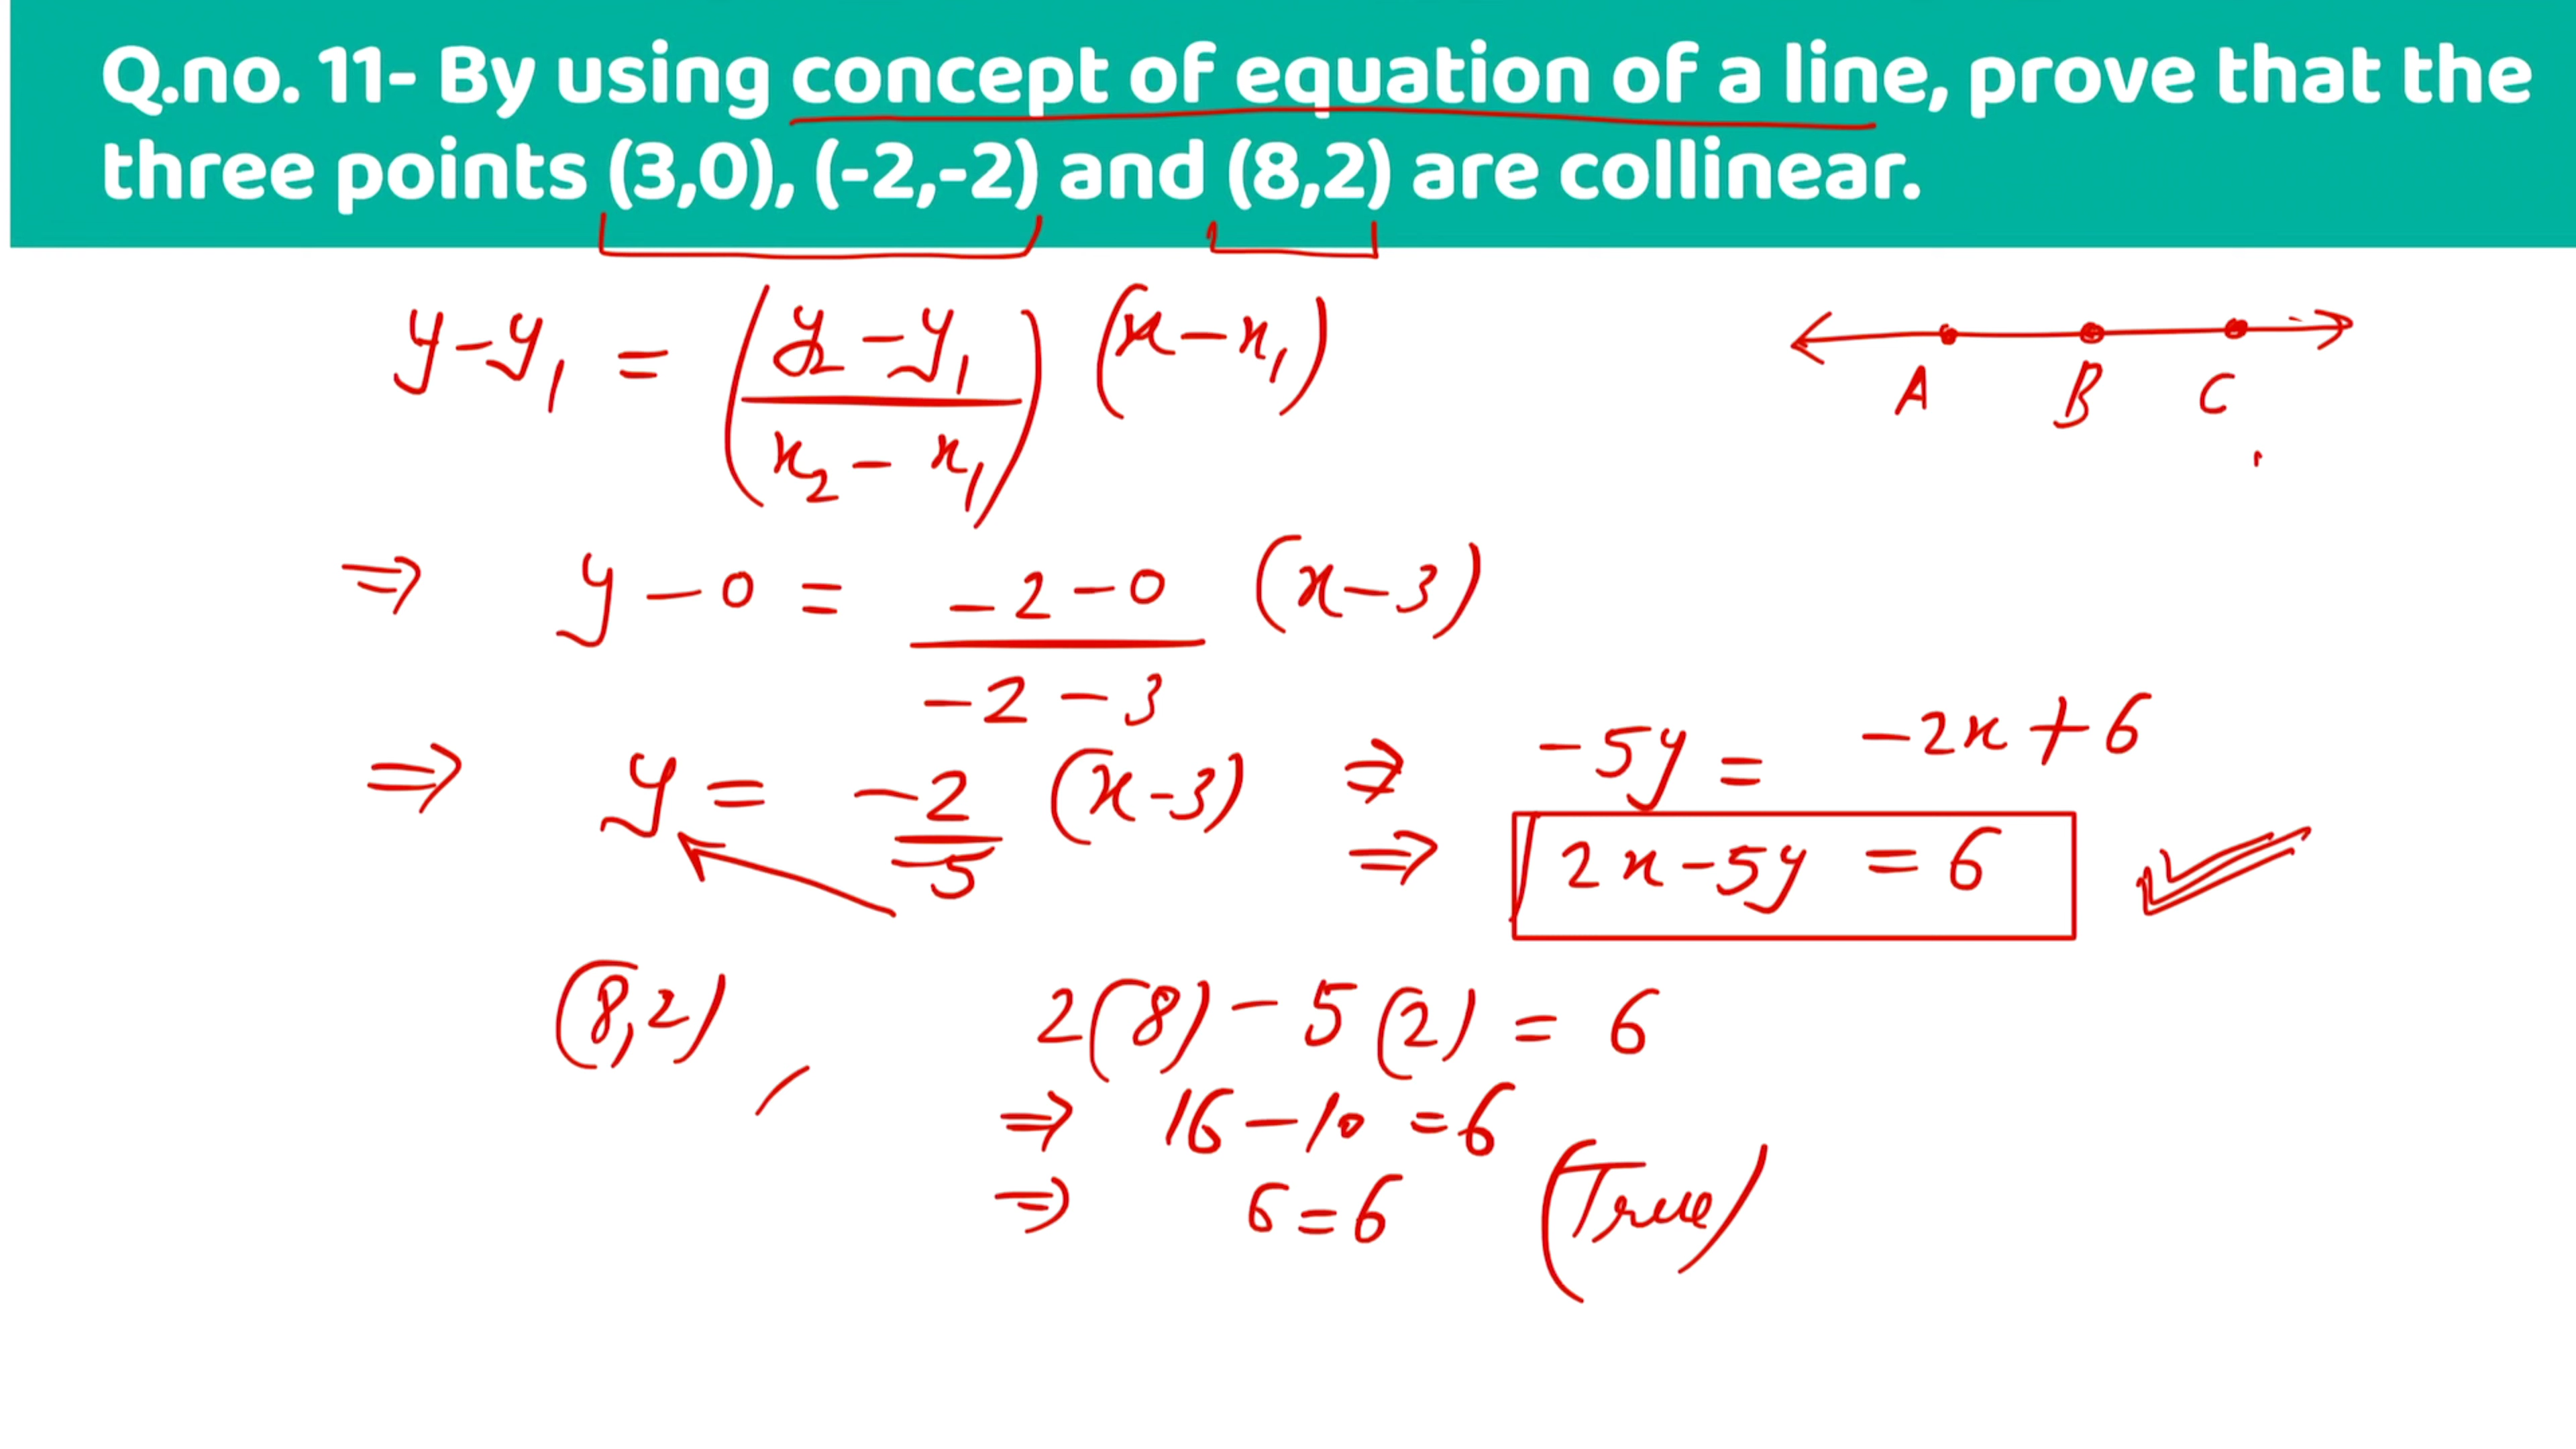 Q.no. 11- By using concept of equation of a line, prove that the
three points (3,0), (-2,-2) and (8,2) are collinear.
y-y₁ = (y₂-y₁ / x₂-x₁) (x-x₁)
A B C
⇒ y-0 = -2-0 / -2-3 (x-3)
⇒ y = -2 / -5 (x-3) ⇒ -5y = -2x+6
⇒ 2x-5y = 6
(8,2), 2(8)-5(2) = 6
⇒ 16-10 = 6
⇒ 6=6 (True)